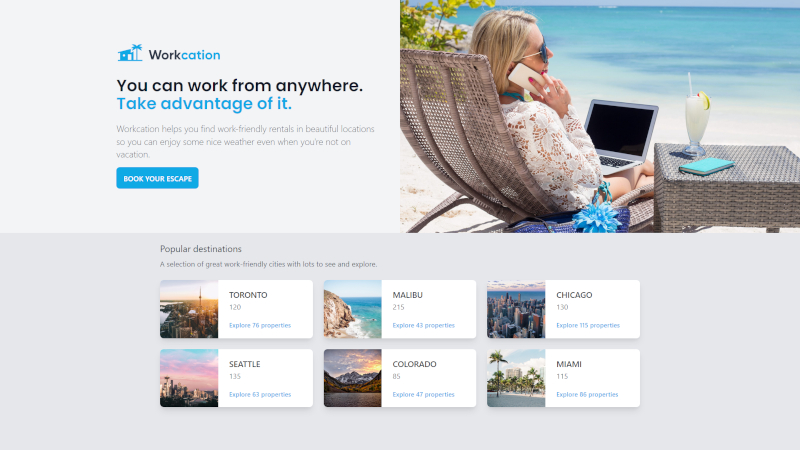 Workcation
You can work from anywhere.
Take advantage of it.
Workcation helps you find work-friendly rentals in beautiful locations
so you can enjoy some nice weather even when you're not on
vacation.
BOOK YOUR ESCAPE
Popular destinations
A selection of great work-friendly cities with lots to see and explore.
TORONTO
120
Explore 76 properties
MALIBU
215
Explore 43 properties
CHICAGO
130
Explore 115 properties
SEATTLE
135
Explore 63 properties
COLORADO
85
Explore 47 properties
MIAMI
115
Explore 86 properties